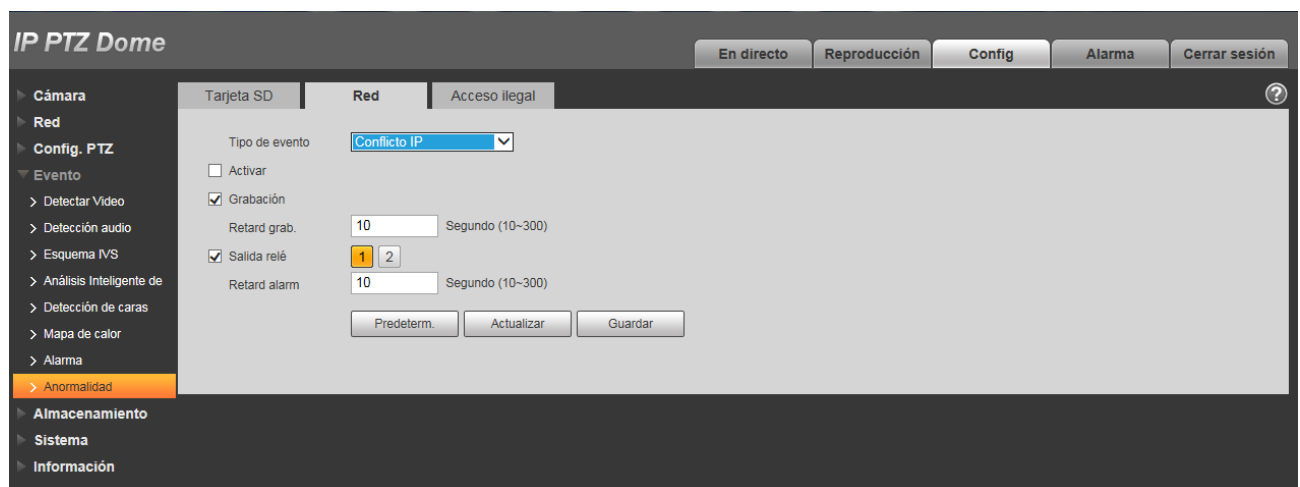 IP PTZ Dome
En directo
Reproducción
Config
Alarma
Cerrar sesión
Cámara
Red
Config. PTZ
Evento
Detectar Video
Detección audio
Esquema IVS
Análisis Inteligente de
Detección de caras
Mapa de calor
Alarma
Anormalidad
Almacenamiento
Sistema
Información
Tarjeta SD
Red
Acceso ilegal
?
Tipo de evento
Conflicto IP
Activar
Grabación
Retard grab.
10
Segundo (10~300)
Salida relé
1
2
Retard alarm
10
Segundo (10~300)
Predeterm.
Actualizar
Guardar